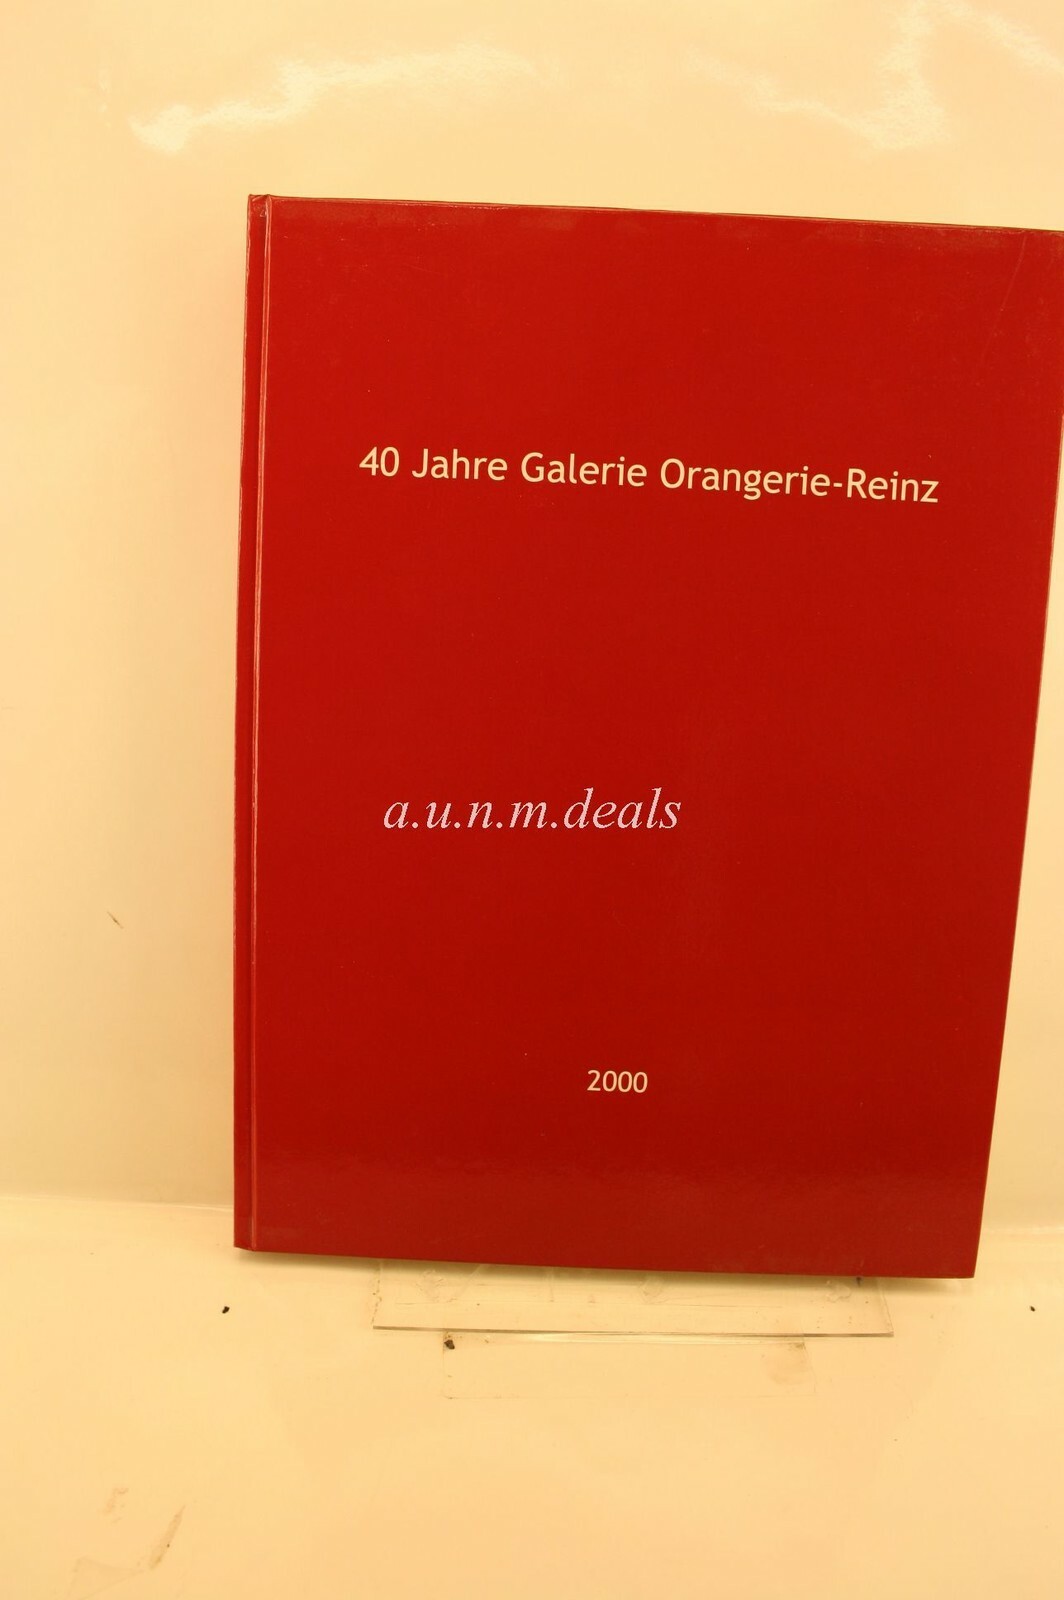 40 Jahre Galerie Orangerie-Reinz
a.u.n.m.deals
2000